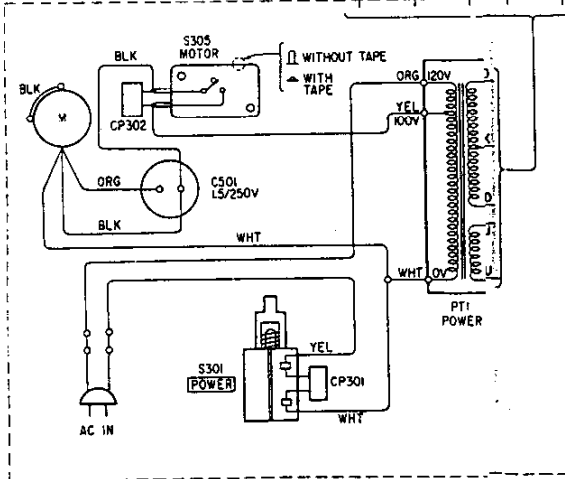 S305
MOTOR
BLK
WITHOUT TAPE
WITH
TAPE
ORG
120V
BLK
YEL
100V
CP302
M
ORG
C501
1.5/250V
K
D
BLK
WHT
WHT
0V
U
PT1
POWER
YEL
S301
POWER
CP301
WHT
AC IN